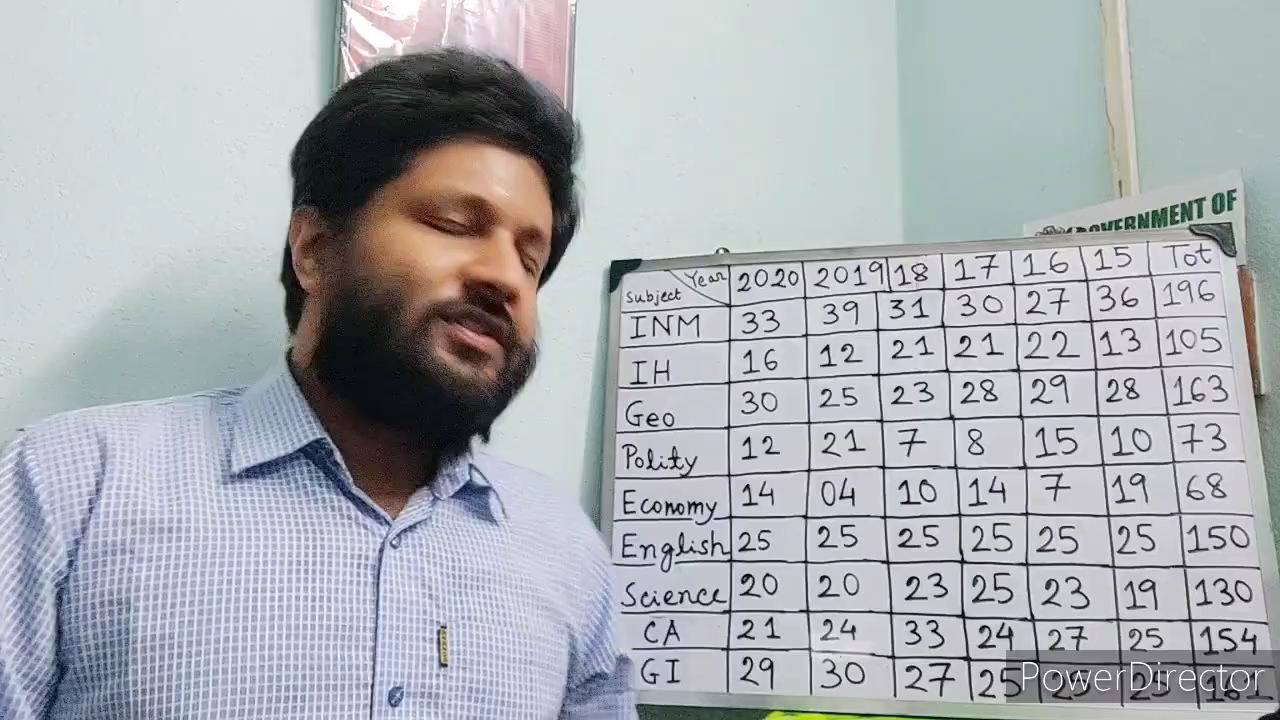 GOVERNMENT OF
Subject Year 2020 2019 18 17 16 15 Tot
INM 33 39 31 30 27 36 196
IH 16 12 21 21 22 13 105
Geo 30 25 23 28 29 28 163
Polity 12 21 7 8 15 10 73
Economy 14 04 10 14 7 19 68
English 25 25 25 25 25 25 150
Science 20 20 23 25 23 19 130
CA 21 24 33 24 27 25 154
GI 29 30 27 25
PowerDirector